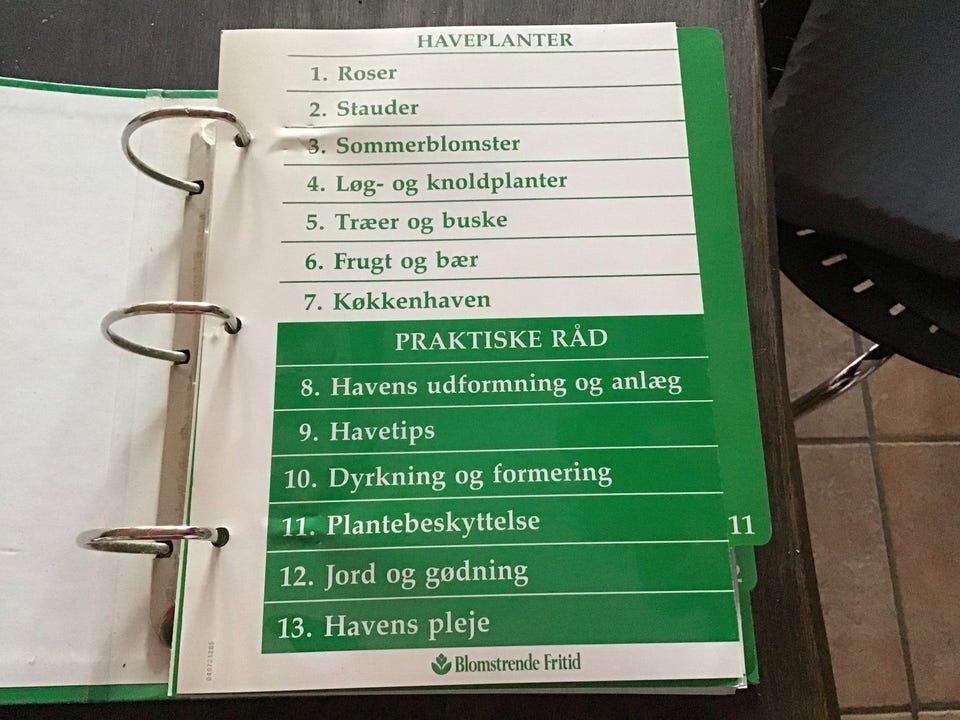 HAVEPLANTER
1. Roser
2. Stauder
3. Sommerblomster
4. Løg- og knoldplanter
5. Træer og buske
6. Frugt og bær
7. Køkkenhaven
PRAKTISKE RÅD
8. Havens udformning og anlæg
9. Havetips
10. Dyrkning og formering
11. Plantebeskyttelse
11
12. Jord og gødning
13. Havens pleje
Blomstrende Fritid